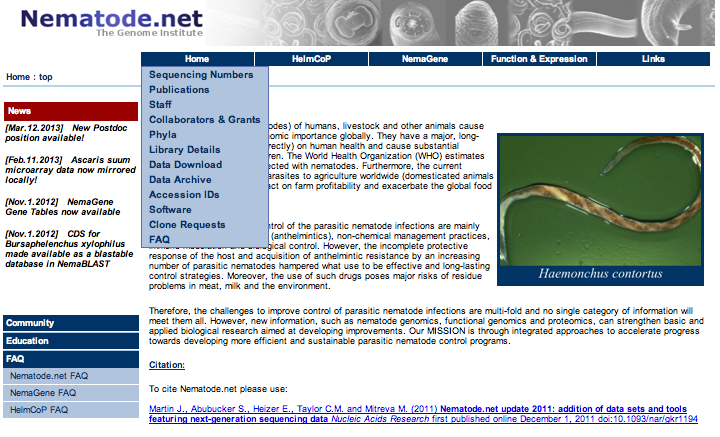 Nematode.net
The Genome Institute
Home
HelmCoP
NemaGene
Function & Expression
Links
Home : top
Sequencing Numbers
Publications
Staff
Collaborators & Grants
Phyla
Library Details
Data Download
Data Archive
Accession IDs
Software
Clone Requests
FAQ
News
[Mar.12.2013] New Postdoc
position available!
[Feb.11.2013] Ascaris suum
microarray data now mirrored
locally!
[Nov.1.2012] NemaGene
Gene Tables now available
[Nov.1.2012] CDS for
Bursaphelenchus xylophilus
made available as a blastable
database in NemaBLAST
Community
Education
FAQ
Nematode.net FAQ
NemaGene FAQ
HelmCoP FAQ
odes) of humans, livestock and other animals cause
omic importance globally. They have a major, long-
rectly) on human health and cause substantial
ren. The World Health Organization (WHO) estimates
ected with nematodes. Furthermore, the current
arasites to agriculture worldwide (domesticated animals
act on farm profitability and exacerbate the global food
ntrol of the parasitic nematode infections are mainly
(anthelmintics), non-chemical management practices,
biological control. However, the incomplete protective
response of the host and acquisition of anthelmintic resistance by an increasing
number of parasitic nematodes hampered what use to be effective and long-lasting
control strategies. Moreover, the use of such drugs poses major risks of residue
problems in meat, milk and the environment.
Haemonchus contortus
Therefore, the challenges to improve control of parasitic nematode infections are multi-fold and no single category of information will
meet them all. However, new information, such as nematode genomics, functional genomics and proteomics, can strengthen basic and
applied biological research aimed at developing improvements. Our MISSION is through integrated approaches to accelerate progress
towards developing more efficient and sustainable parasitic nematode control programs.
Citation:
To cite Nematode.net please use:
Martin J., Abubucker S., Heizer E., Taylor C.M. and Mitreva M. (2011) Nematode.net update 2011: addition of data sets and tools
featuring next-generation sequencing data Nucleic Acids Research first published online December 1, 2011 doi:10.1093/nar/gkr1194